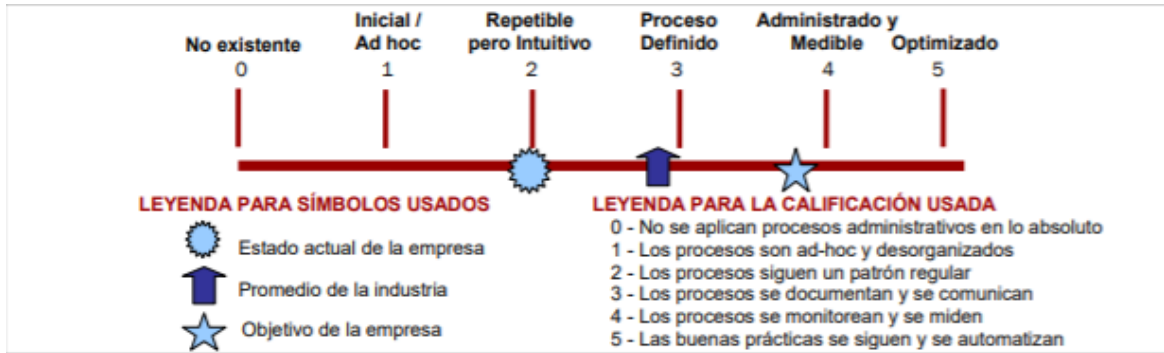 No existente
Inicial /
Ad hoc
Repetible
pero Intuitivo
Proceso
Definido
Administrado y
Medible
Optimizado
0 1 2 3 4 5
LEYENDA PARA SÍMBOLOS USADOS
Estado actual de la empresa
Promedio de la industria
Objetivo de la empresa
LEYENDA PARA LA CALIFICACIÓN USADA
0 - No se aplican procesos administrativos en lo absoluto
1 - Los procesos son ad-hoc y desorganizados
2 - Los procesos siguen un patrón regular
3 - Los procesos se documentan y se comunican
4 - Los procesos se monitorean y se miden
5 - Las buenas prácticas se siguen y se automatizan